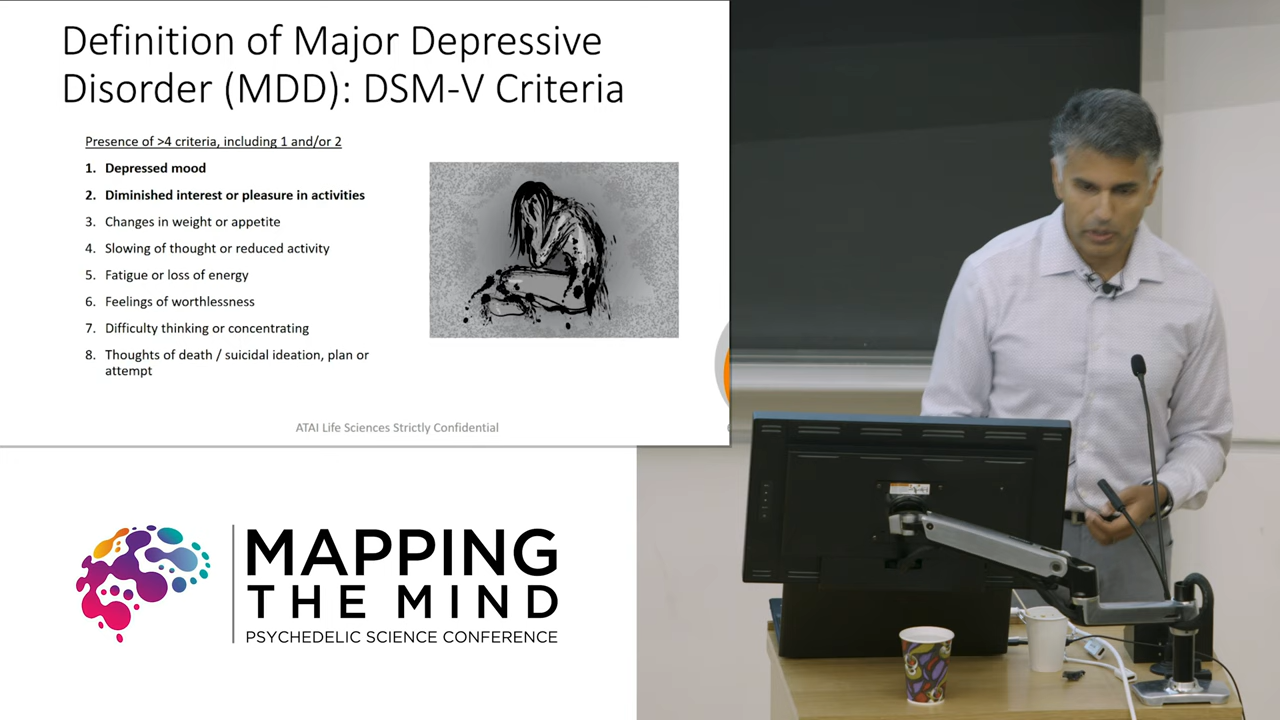 Definition of Major Depressive
Disorder (MDD): DSM-V Criteria
Presence of >4 criteria, including 1 and/or 2
1. Depressed mood
2. Diminished interest or pleasure in activities
3. Changes in weight or appetite
4. Slowing of thought or reduced activity
5. Fatigue or loss of energy
6. Feelings of worthlessness
7. Difficulty thinking or concentrating
8. Thoughts of death / suicidal ideation, plan or
attempt
ATAI Life Sciences Strictly Confidential
MAPPING
THE MIND
PSYCHEDELIC SCIENCE CONFERENCE